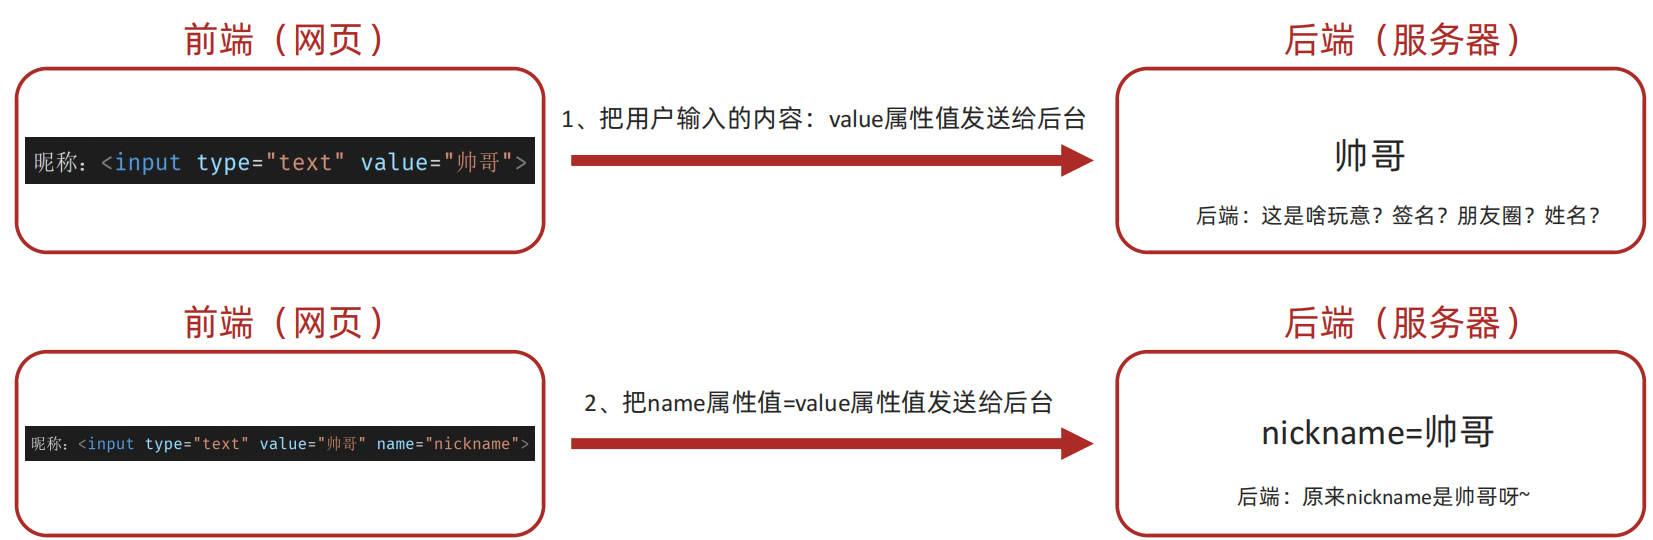 前端（网页）
后端（服务器）
1、把用户输入的内容：value属性值发送给后台
昵称：<input type="text" value="帅哥">
帅哥
后端：这是啥玩意？签名？朋友圈？姓名？
前端（网页）
后端（服务器）
2、把name属性值=value属性值发送给后台
昵称：<input type="text" value="帅哥" name="nickname">
nickname=帅哥
后端：原来nickname是帅哥呀~